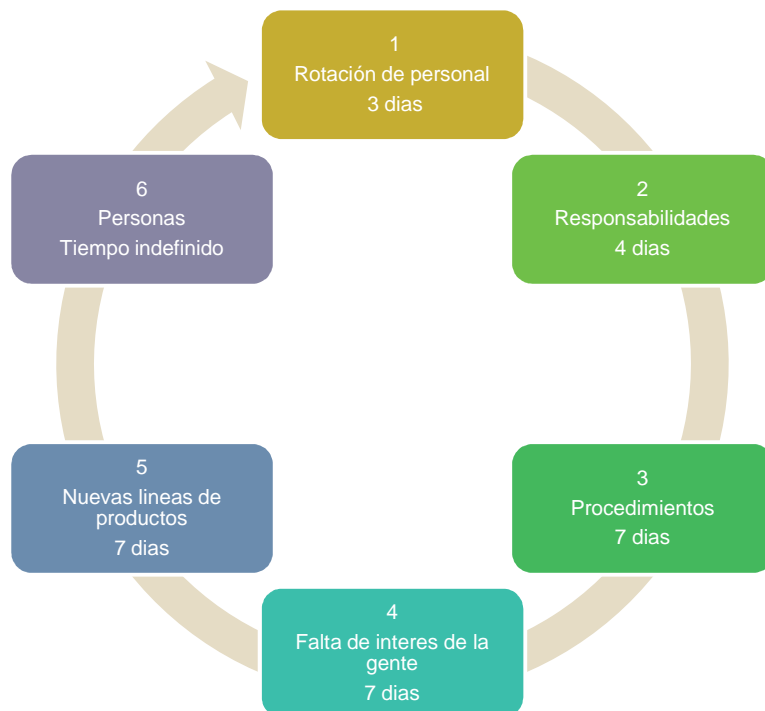 1
Rotación de personal
3 dias
2
Responsabilidades
4 dias
3
Procedimientos
7 dias
4
Falta de interes de la
gente
7 dias
5
Nuevas lineas de
productos
7 dias
6
Personas
Tiempo indefinido